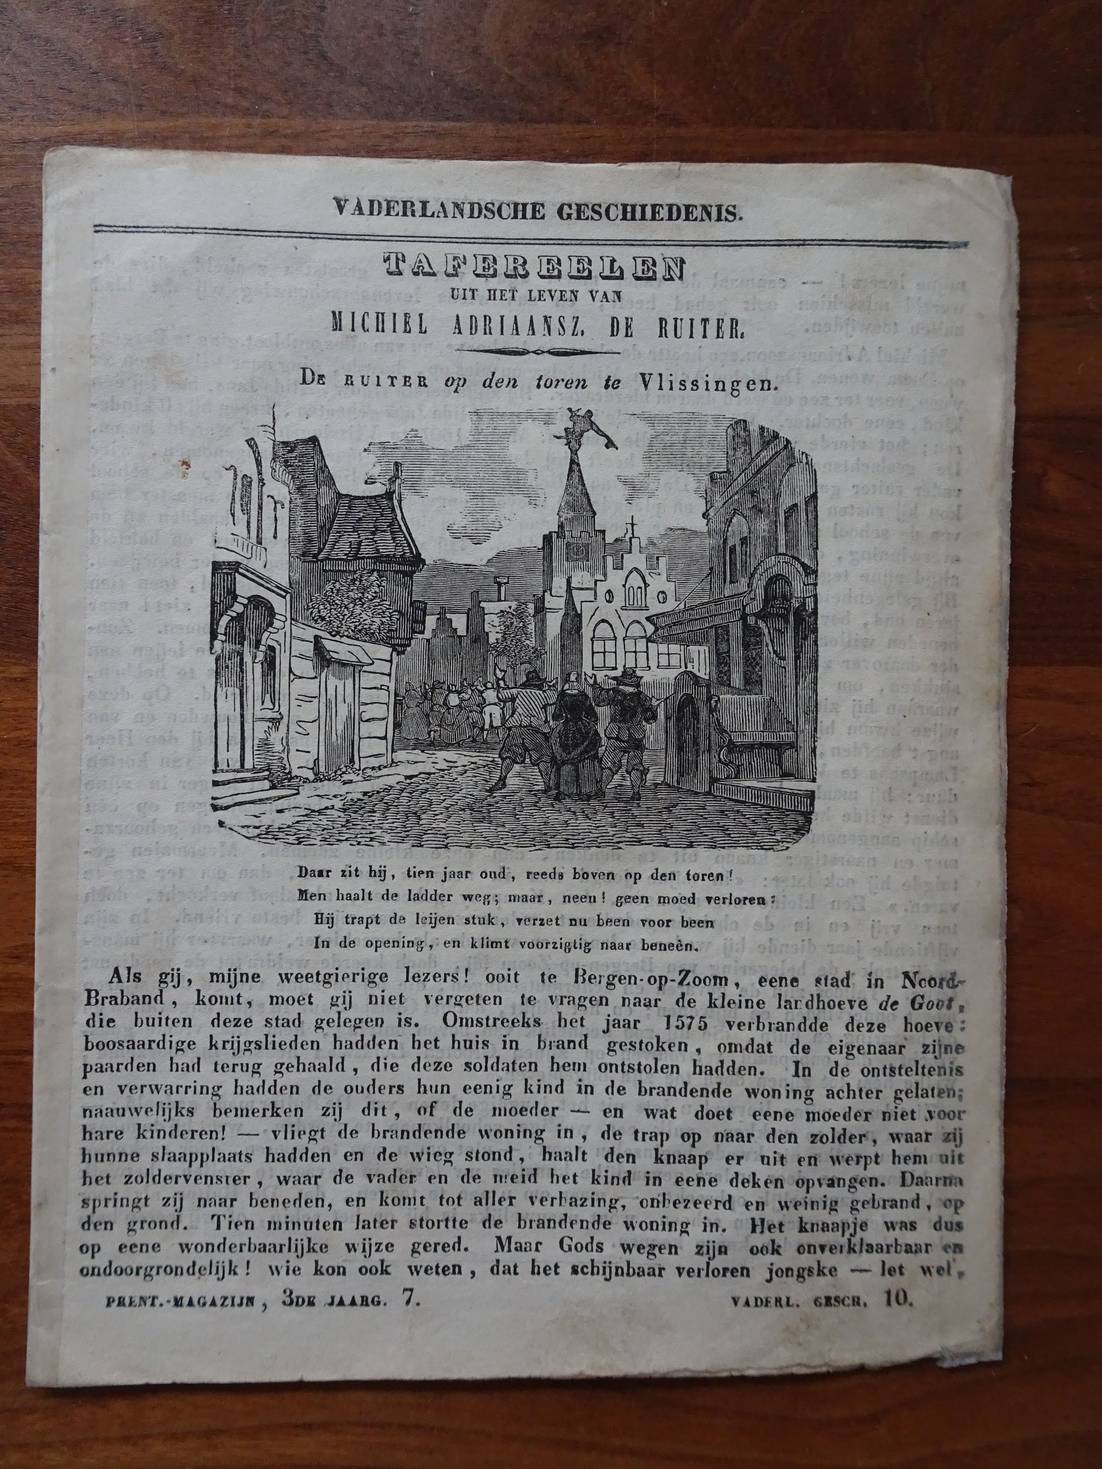 VADERLANDSCHE GESCHIEDENIS.
TAFEREELEN
UIT HET LEVEN VAN
MICHIEL ADRIAANSZ. DE RUITER.
DE RUITER op den toren te Vlissingen.
Daar zit hij, tien jaar oud, reeds boven op den toren!
Men haalt de ladder weg; maar, neen! geen moed verloren:
Hij trapt de leijen stuk, verzet nu been voor been
In de opening, en klimt voorzigtig naar beneên.
Als gij, mijne weetgierige lezers! ooit te Bergen-op-Zoom, eene stad in Noord-
Braband, komt, moet gij niet vergeten te vragen naar de kleine landhoeve de Goot,
die buiten deze stad gelegen is. Omstreeks het jaar 1575 verbrandde deze hoeve:
boosaardige krijgslieden hadden het huis in brand gestoken, omdat de eigenaar zijne
paarden had terug gehaald, die deze soldaten hem ontstolen hadden. In de ontsteltenis
en verwarring hadden de ouders hun eenig kind in de brandende woning achter gelaten;
naauwelijks bemerken zij dit, of de moeder — en wat doet eene moeder niet voor
hare kinderen! — vliegt de brandende woning in, de trap op naar den zolder, waar zij
hunne slaapplaats hadden en de wieg stond, haalt den knaap er uit en werpt hem uit
het zoldervenster, waar de vader en de meid het kind in eene deken opvangen. Daarna
springt zij naar beneden, en komt tot aller verbazing, onbezeerd en weinig gebrand, op
den grond. Tien minuten later stortte de brandende woning in. Het knaapje was dus
op eene wonderbaarlijke wijze gered. Maar Gods wegen zijn ook onverklaarbaar en
ondoorgrondelijk! wie kon ook weten, dat het schijnbaar verloren jongske — let wel,
PRENT.-MAGAZIJN, 3DE JAARG. 7.
VADERL. GESCH. 10.